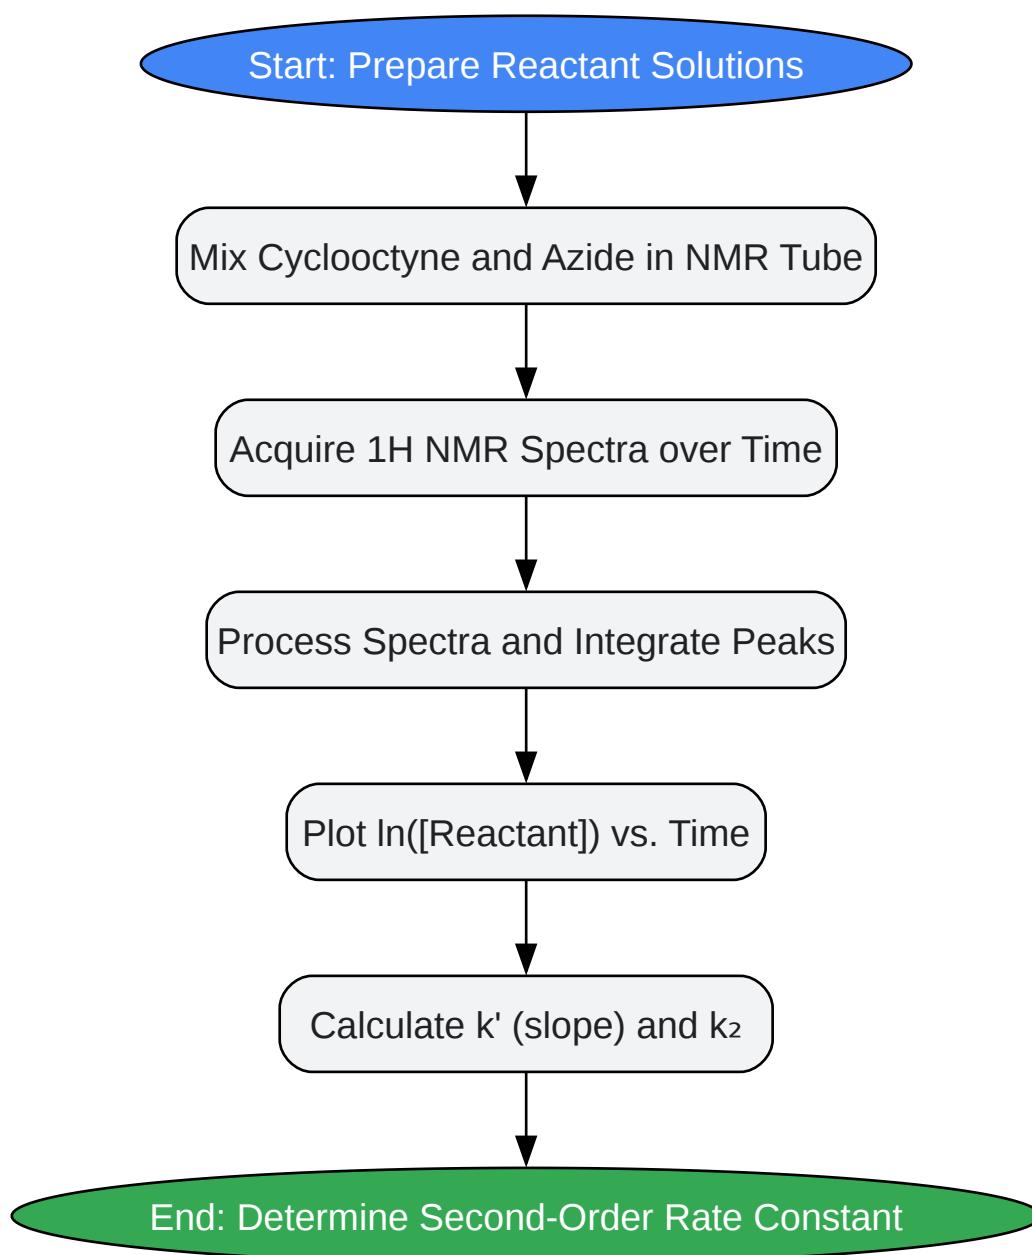 Start: Prepare Reactant Solutions
Mix Cyclooctyne and Azide in NMR Tube
Acquire 1H NMR Spectra over Time
Process Spectra and Integrate Peaks
Plot ln([Reactant]) vs. Time
Calculate k' (slope) and k₂
End: Determine Second-Order Rate Constant